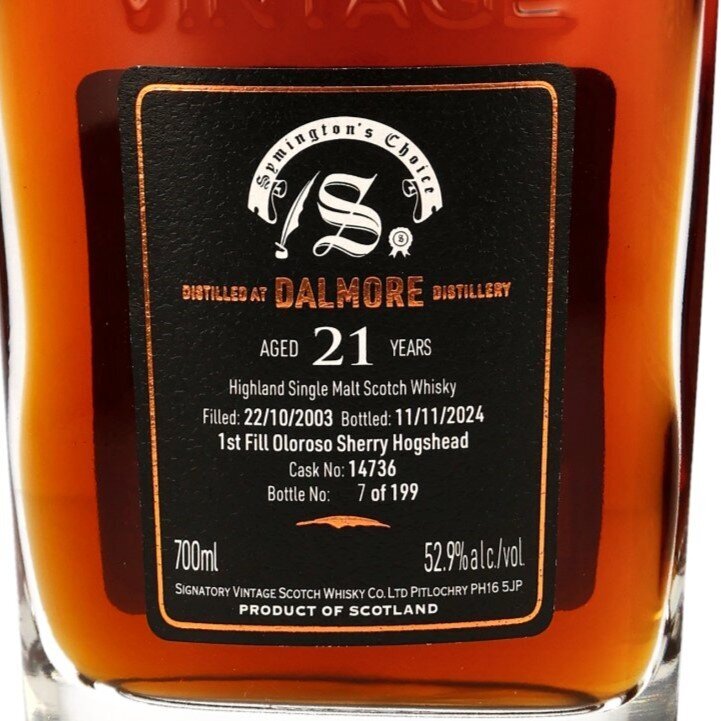 VINTAGE
Symington's Choice
S.
S
DISTILLED AT DALMORE DISTILLERY
AGED 21 YEARS
Highland Single Malt Scotch Whisky
Filled: 22/10/2003 Bottled: 11/11/2024
1st Fill Oloroso Sherry Hogshead
Cask No: 14736
Bottle No: 7 of 199
700ml 52.9%alc./vol.
SIGNATORY VINTAGE SCOTCH WHISKY CO. LTD PITLOCHRY PH16 5JP
PRODUCT OF SCOTLAND